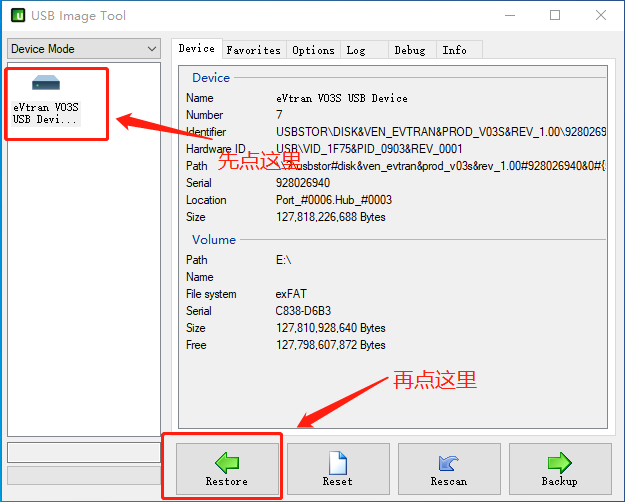 USB Image Tool
Device Mode
eVtran V03S
USB Devi...
Device
Favorites
Options
Log
Debug
Info
Device
Name eVtran V03S USB Device
Number 7
Identifier USBSTOR\DISK&VEN_EVTRAN&PROD_V03S&REV_1.00\9280269
Hardware ID USB\VID_1F75&PID_0903&REV_0001
先点这里
Path usbstor#disk&ven_evtran&prod_v03s&rev_1.00#928026940&0#{
Serial 928026940
Location Port_#0006.Hub_#0003
Size 127,818,226,688 Bytes
Volume
Path E:\
Name
File system exFAT
Serial C838-D6B3
Size 127,810,928,640 Bytes
Free 127,798,607,872 Bytes
再点这里
Restore
Reset
Rescan
Backup